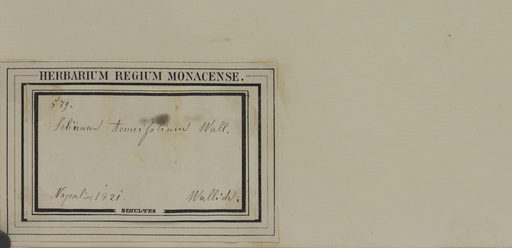 HERBARIUM REGIUM MONACENSE.
579.
Selinum tenuifolium Wall.
Napalia 1821. Wallich.
SCHULTES